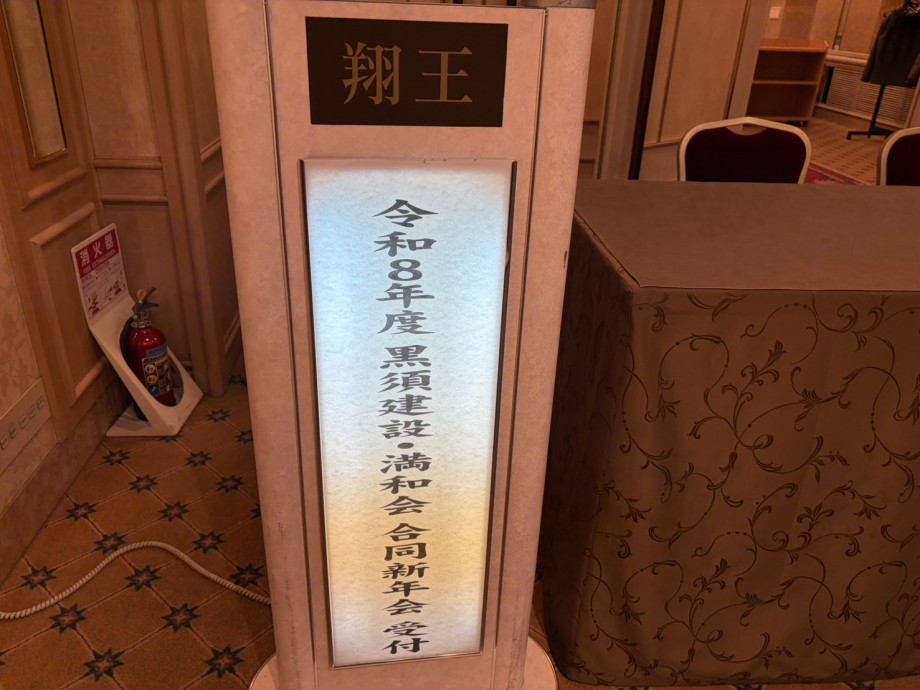 翔王
令和8年度 黒須建設・満和会 合同新年会 受付
消火器